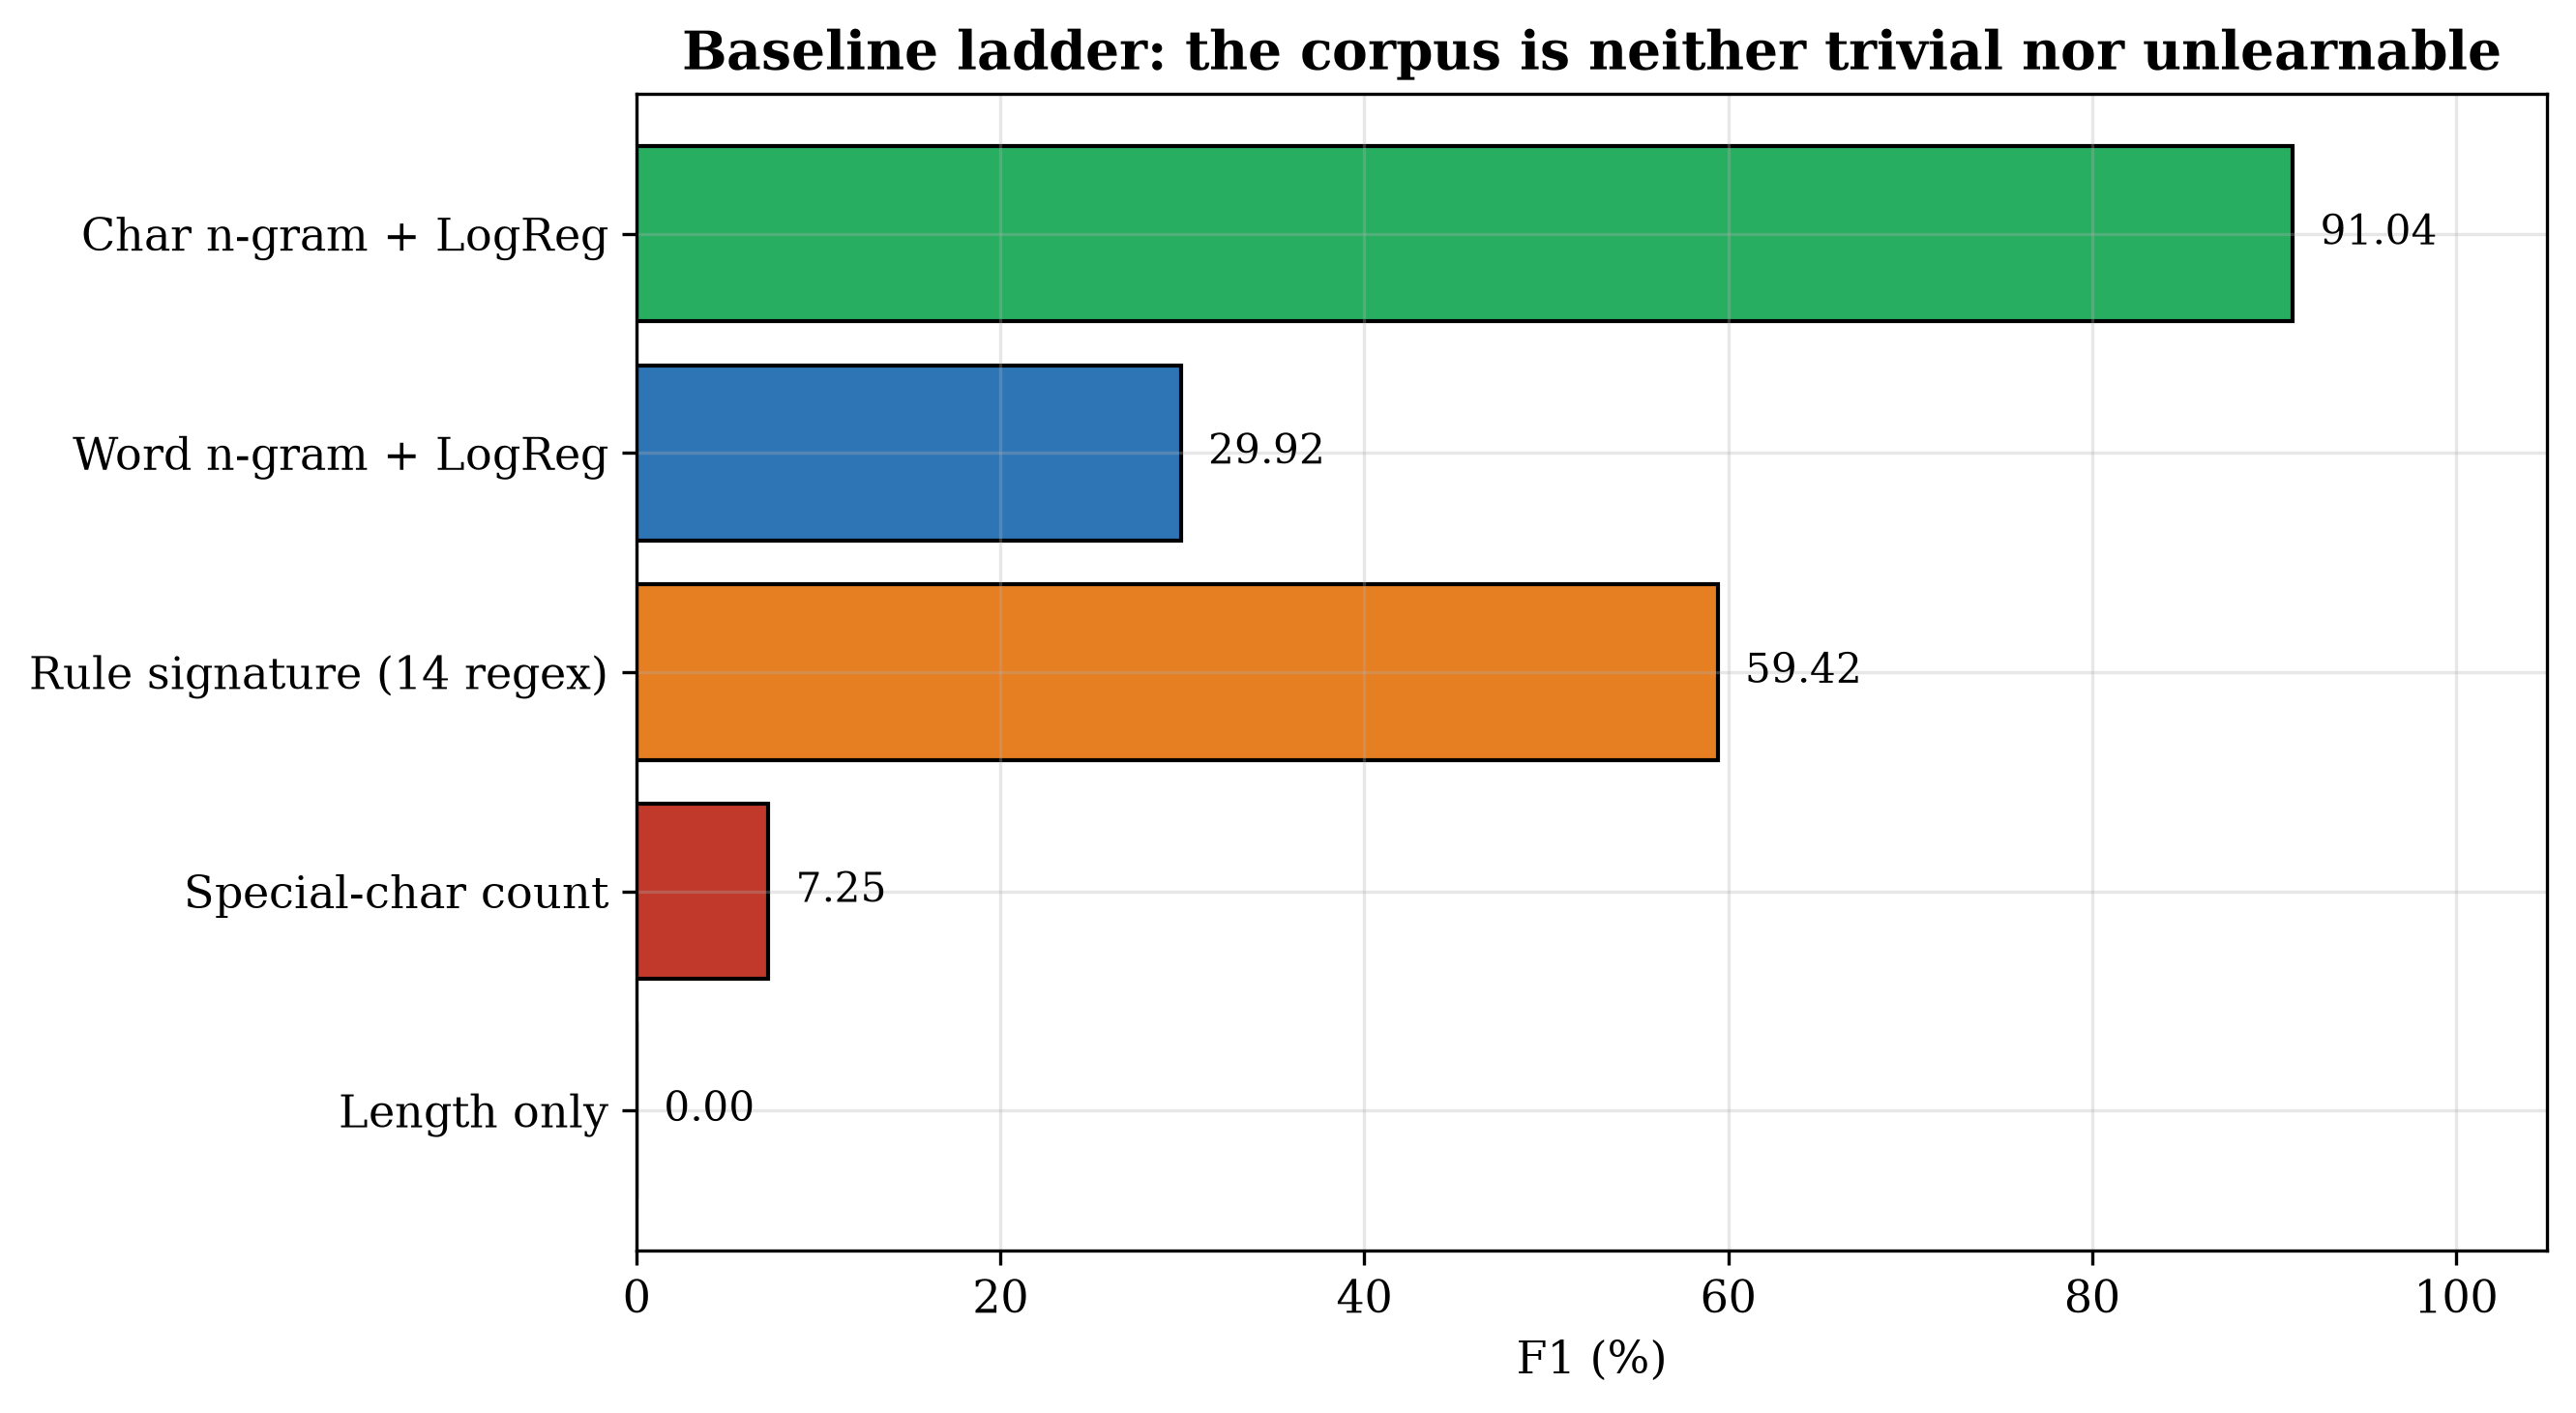 Baseline ladder: the corpus is neither trivial nor unlearnable
Char n-gram + LogReg
91.04
Word n-gram + LogReg
29.92
Rule signature (14 regex)
59.42
Special-char count
7.25
Length only
0.00
0 20 40 60 80 100
F1 (%)